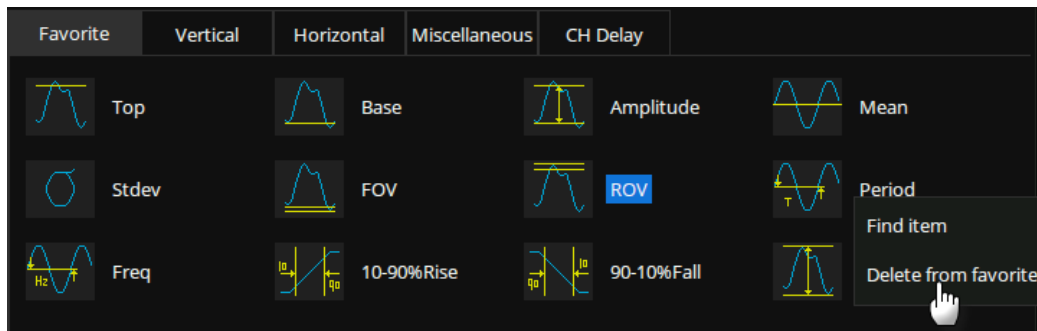 Favorite Vertical Horizontal Miscellaneous CH Delay
Top Base Amplitude Mean
Stdev FOV ROV Period
T
Find item
Freq 10-90%Rise 90-10%Fall
Hz
Delete from favorite